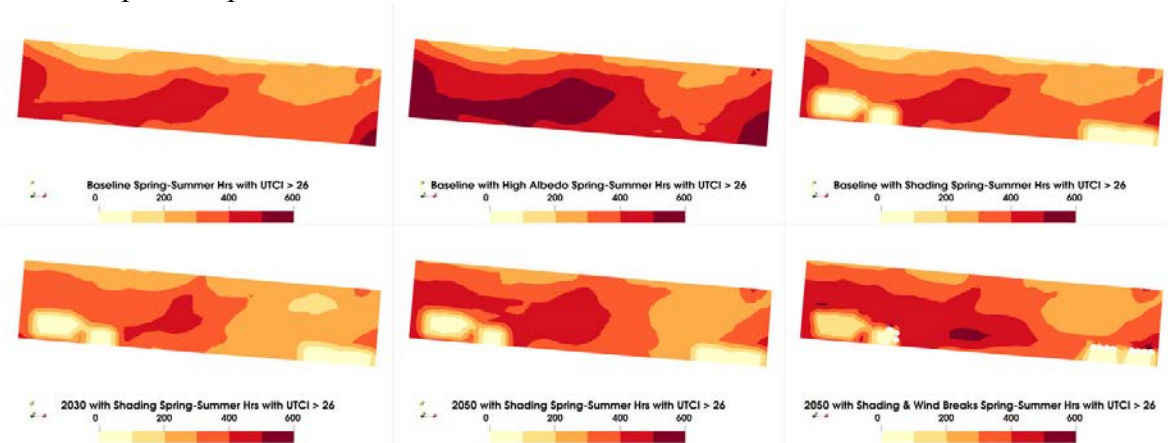 Baseline Spring-Summer Hrs with UTCI > 26
0 200 400 600
Baseline with High Albedo Spring-Summer Hrs with UTCI > 26
0 200 400 600
Baseline with Shading Spring-Summer Hrs with UTCI > 26
0 200 400 600
2030 with Shading Spring-Summer Hrs with UTCI > 26
0 200 400 600
2050 with Shading Spring-Summer Hrs with UTCI > 26
0 200 400 600
2050 with Shading & Wind Breaks Spring-Summer Hrs with UTCI > 26
0 200 400 600